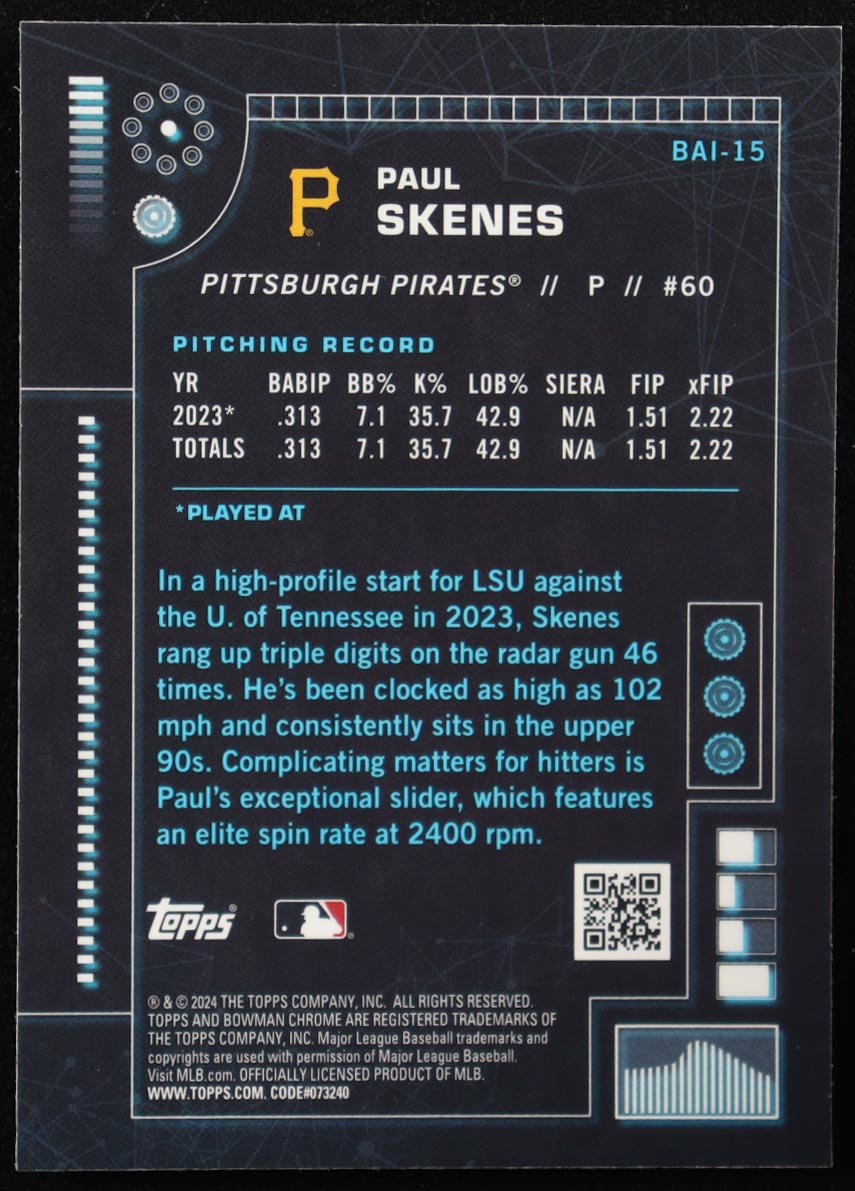 BAI-15
P
PAUL
SKENES
PITTSBURGH PIRATES® // P // #60
PITCHING RECORD
YR BABIP BB% K% LOB% SIERA FIP xFIP
2023* .313 7.1 35.7 42.9 N/A 1.51 2.22
TOTALS .313 7.1 35.7 42.9 N/A 1.51 2.22
*PLAYED AT
In a high-profile start for LSU against
the U. of Tennessee in 2023, Skenes
rang up triple digits on the radar gun 46
times. He's been clocked as high as 102
mph and consistently sits in the upper
90s. Complicating matters for hitters is
Paul's exceptional slider, which features
an elite spin rate at 2400 rpm.
Topps®
® & © 2024 THE TOPPS COMPANY, INC. ALL RIGHTS RESERVED.
TOPPS AND BOWMAN CHROME ARE REGISTERED TRADEMARKS OF
THE TOPPS COMPANY, INC. Major League Baseball trademarks and
copyrights are used with permission of Major League Baseball.
Visit MLB.com. OFFICIALLY LICENSED PRODUCT OF MLB.
WWW.TOPPS.COM. CODE#073240